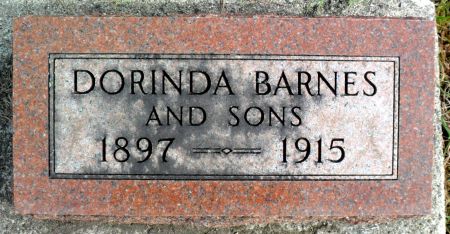 DORINDA BARNES
AND SONS
1897 — 1915